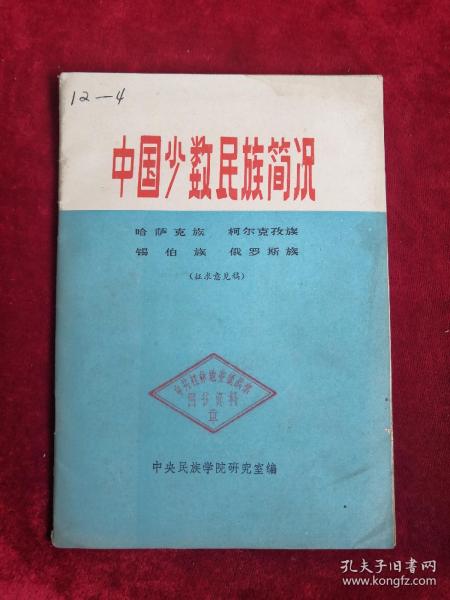 12—4
中国少数民族简况
哈萨克族 柯尔克孜族
锡伯族 俄罗斯族
(征求意见稿)
图书资料
章
中央民族学院研究室编
孔夫子旧书网
www.kongfz.com